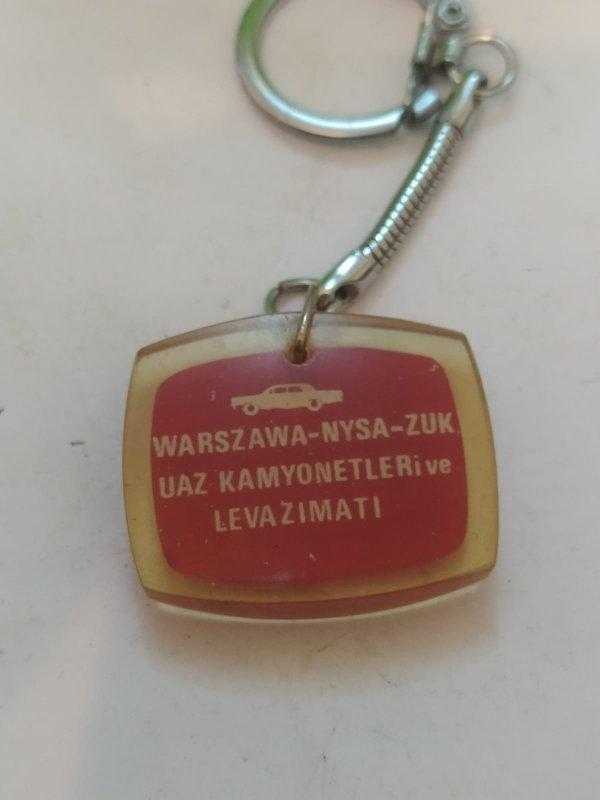 WARSZAWA-NYSA-ZUK
UAZ KAMYONETLERi ve
LEVAZIMATI